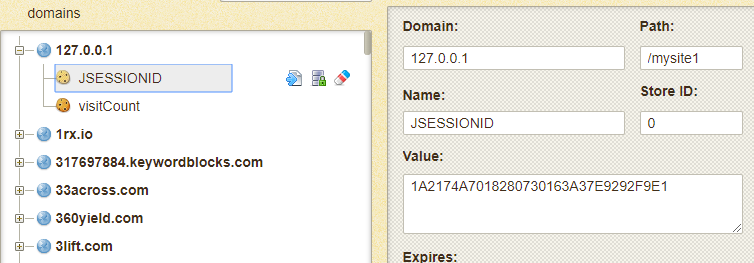 domains
127.0.0.1
JSESSIONID
visitCount
1rx.io
317697884.keywordblocks.com
33across.com
360yield.com
3lift.com
Domain:
Path:
127.0.0.1
/mysite1
Name:
Store ID:
JSESSIONID
0
Value:
1A2174A7018280730163A37E9292F9E1
Expires: